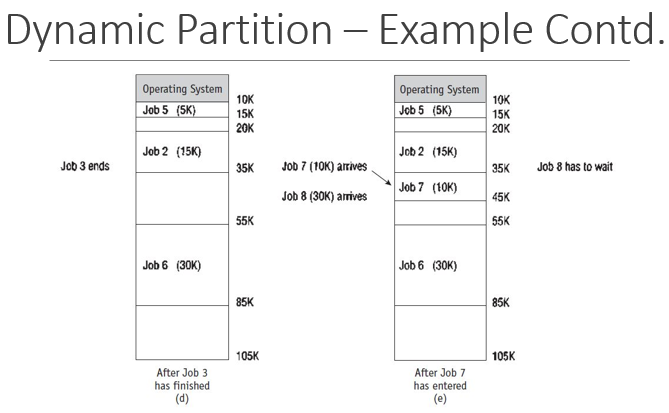 Dynamic Partition – Example Contd.
Operating System
10K
Job 5 (5K)
15K
20K
Job 2 (15K)
Job 3 ends
35K
55K
Job 6 (30K)
85K
105K
After Job 3
has finished
(d)
Operating System
10K
Job 5 (5K)
15K
20K
Job 2 (15K)
Job 7 (10K) arrives
35K
Job 8 has to wait
Job 7 (10K)
Job 8 (30K) arrives
45K
55K
Job 6 (30K)
85K
105K
After Job 7
has entered
(e)